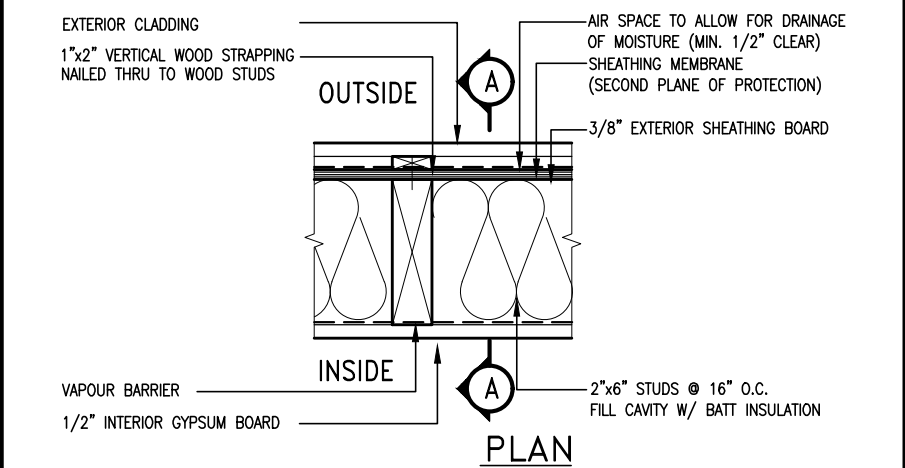 EXTERIOR CLADDING
1"x2" VERTICAL WOOD STRAPPING
NAILED THRU TO WOOD STUDS
OUTSIDE
A
AIR SPACE TO ALLOW FOR DRAINAGE
OF MOISTURE (MIN. 1/2" CLEAR)
SHEATHING MEMBRANE
(SECOND PLANE OF PROTECTION)
3/8" EXTERIOR SHEATHING BOARD
INSIDE
VAPOUR BARRIER
1/2" INTERIOR GYPSUM BOARD
A
2"x6" STUDS @ 16" O.C.
FILL CAVITY W/ BATT INSULATION
PLAN